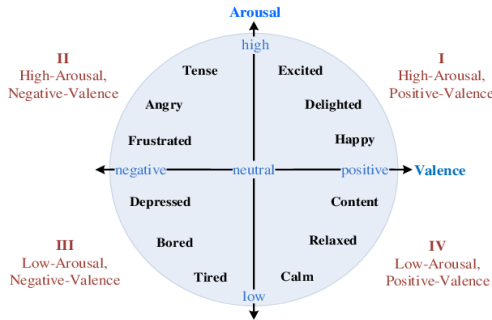 Arousal
high
II
High-Arousal,
Negative-Valence
I
High-Arousal,
Positive-Valence
Tense
Excited
Angry
Delighted
Frustrated
Happy
negative
neutral
positive
Valence
Depressed
Content
Bored
Relaxed
Tired
Calm
III
Low-Arousal,
Negative-Valence
IV
Low-Arousal,
Positive-Valence
low